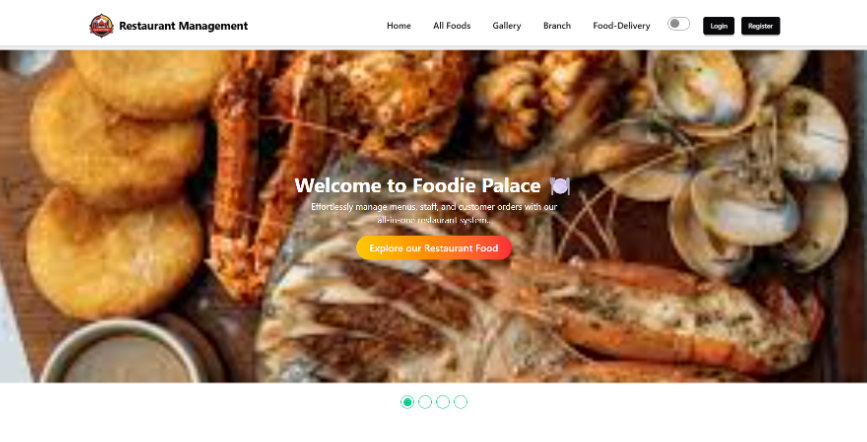 Restaurant Management
Home All Foods Gallery Branch Food-Delivery Login Register
Welcome to Foodie Palace 🍽️
Effortlessly manage menus, staff, and customer orders with our
all-in-one restaurant system...
Explore our Restaurant Food